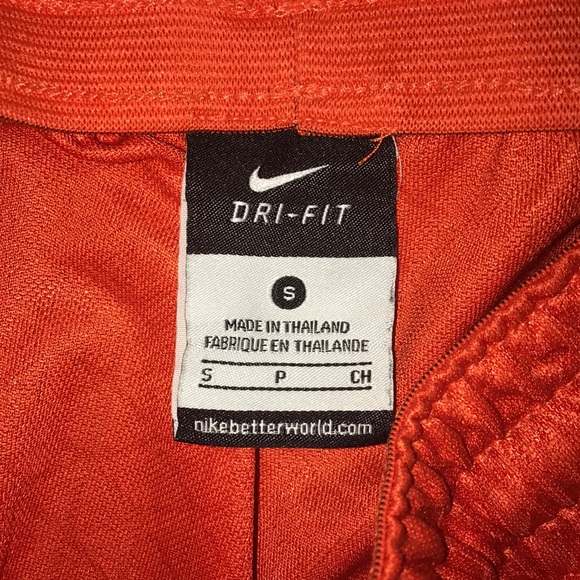 DRI-FIT
S
MADE IN THAILAND
FABRIQUE EN THAILANDE
S P CH
nikebetterworld.com